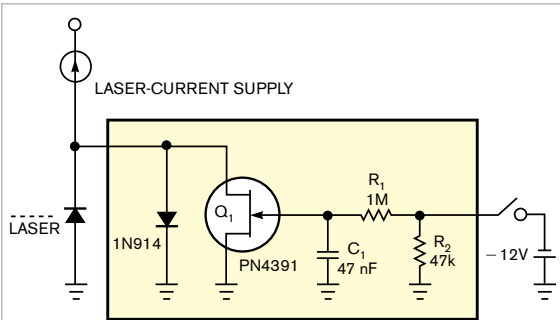 LASER-CURRENT SUPPLY
R1
1M
Q1
LASER
1N914
C1
47 nF
R2
47k
− 12V
PN4391